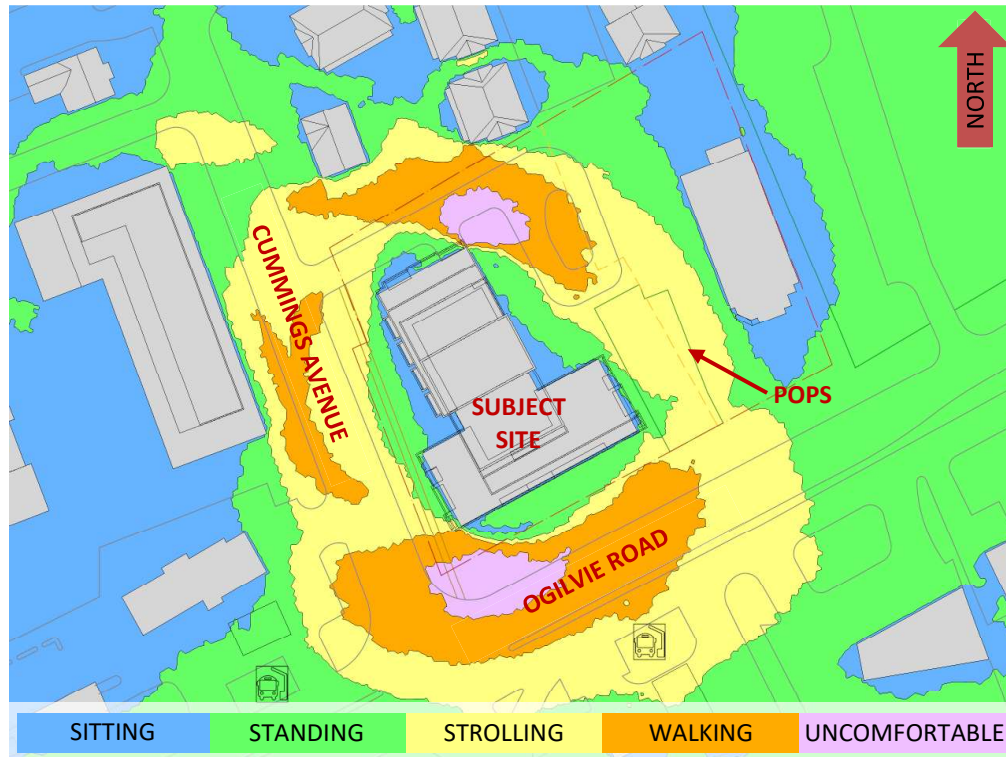 NORTH
CUMMINGS AVENUE
SUBJECT
SITE
POPS
OGILVIE ROAD
SITTING
STANDING
STROLLING
WALKING
UNCOMFORTABLE